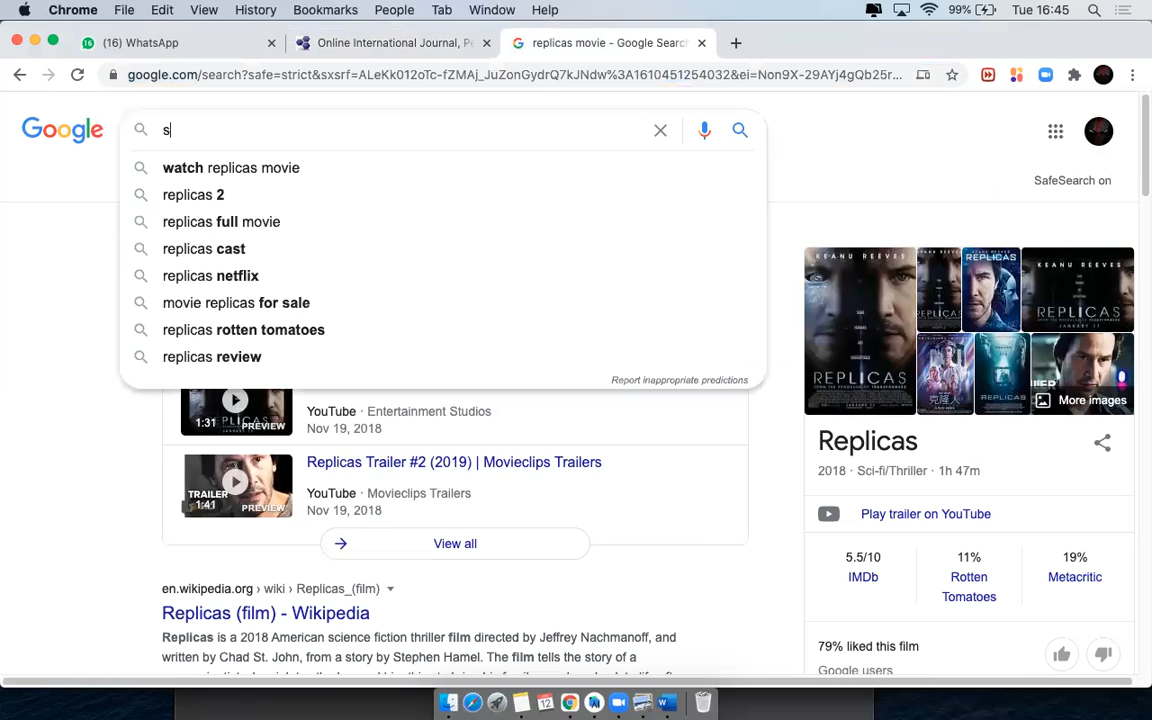 Chrome File Edit View History Bookmarks People Tab Window Help 99% Tue 16:45
(16) WhatsApp
Online International Journal, Pe
replicas movie - Google Search
google.com/search?safe=strict&sxsrf=ALeKk012oTc-fZMAj_JuZonGydrQ7kJNdw%3A1610451254032&ei=Non9X-29AYj4gQb25r...
Google
s
watch replicas movie
replicas 2
replicas full movie
replicas cast
replicas netflix
movie replicas for sale
replicas rotten tomatoes
replicas review
Report inappropriate predictions
SafeSearch on
1:31 PREVIEW
YouTube · Entertainment Studios
Nov 19, 2018
Replicas Trailer #2 (2019) | Movieclips Trailers
TRAILER
1:41 PREVIEW
YouTube · Movieclips Trailers
Nov 19, 2018
View all
en.wikipedia.org › wiki › Replicas_(film)
Replicas (film) - Wikipedia
Replicas is a 2018 American science fiction thriller film directed by Jeffrey Nachmanoff, and
written by Chad St. John, from a story by Stephen Hamel. The film tells the story of a
KEANU REEVES
REPLICAS
REPLICAS
KEANU REEVES
REPLICAS
JANUARY 11
REPLICAS
More images
Replicas
2018 · Sci-fi/Thriller · 1h 47m
Play trailer on YouTube
5.5/10
IMDb
11%
Rotten
Tomatoes
19%
Metacritic
79% liked this film
Google users